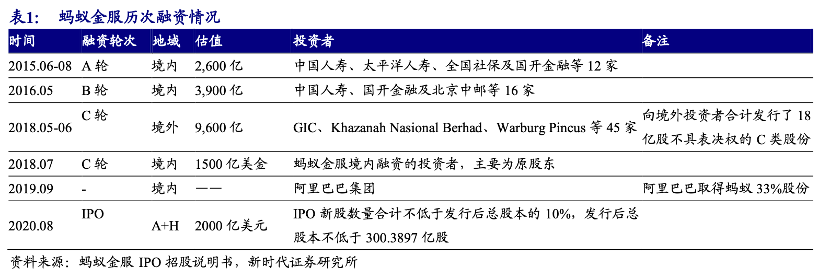 表1： 蚂蚁金服历次融资情况
时间 融资轮次 地域 估值 投资者 备注
2015.06-08 A 轮 境内 2,600 亿 中国人寿、太平洋人寿、全国社保及国开金融等 12 家
2016.05 B 轮 境内 3,900 亿 中国人寿、国开金融及北京中邮等 16 家
2018.05-06 C 轮 境外 9,600 亿 GIC、Khazanah Nasional Berhad、Warburg Pincus 等 45 家 向境外投资者合计发行了 18
亿股不具表决权的 C 类股份
2018.07 C 轮 境内 1500 亿美金 蚂蚁金服境内融资的投资者，主要为原股东
2019.09 - 境内 —— 阿里巴巴集团 阿里巴巴取得蚂蚁 33%股份
2020.08 IPO A+H 2000 亿美元 IPO 新股数量合计不低于发行后总股本的 10%，发行后总
股本不低于 300.3897 亿股
资料来源：蚂蚁金服 IPO 招股说明书，新时代证券研究所